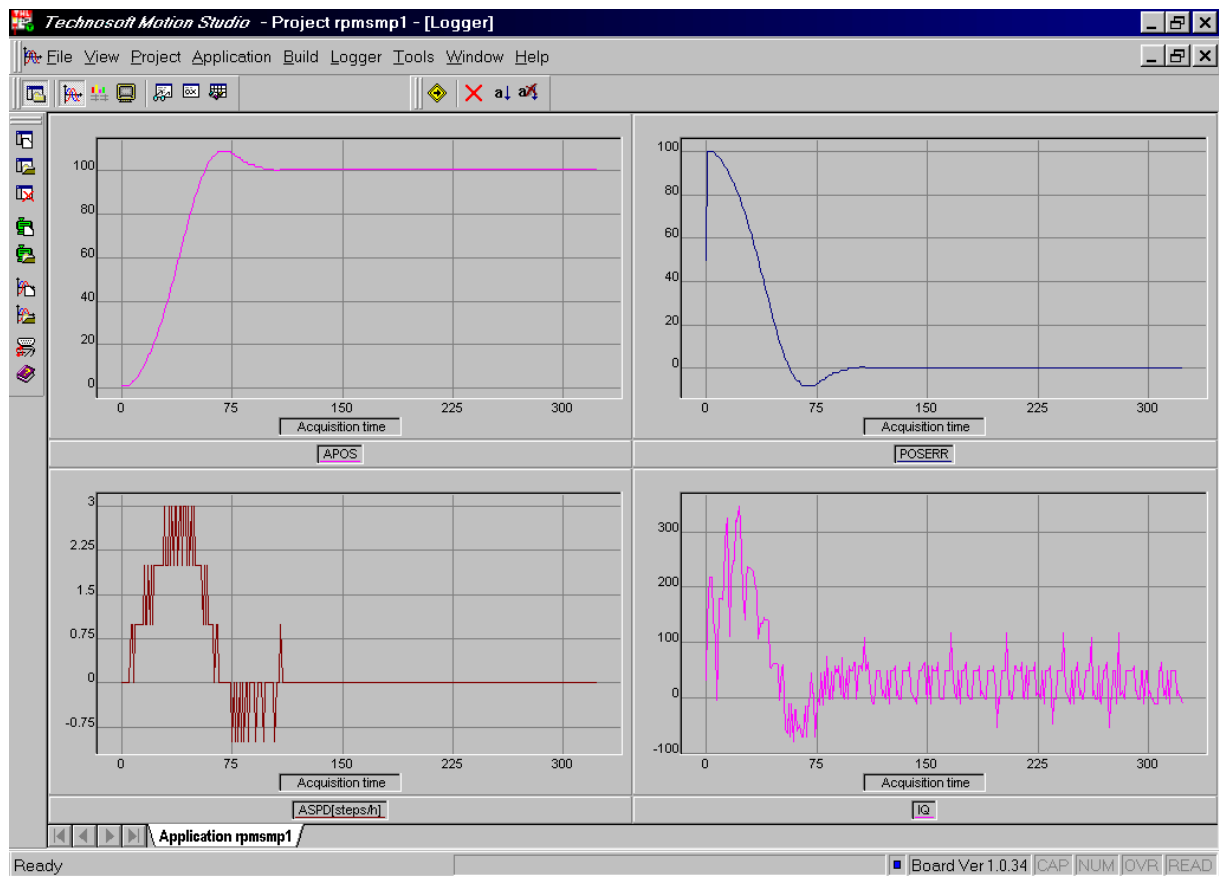 Technosoft Motion Studio - Project rpmsmp1 - [Logger]
File View Project Application Build Logger Tools Window Help
100
80
60
40
20
0
0 75 150 225 300
Acquisition time
APOS
100
80
60
40
20
0
0 75 150 225 300
Acquisition time
POSERR
3
2.25
1.5
0.75
0
-0.75
0 75 150 225 300
Acquisition time
ASPD[steps/h]
300
200
100
0
-100
0 75 150 225 300
Acquisition time
IQ
Application rpmsmp1
Ready
Board Ver 1.0.34 CAP NUM OVR READ